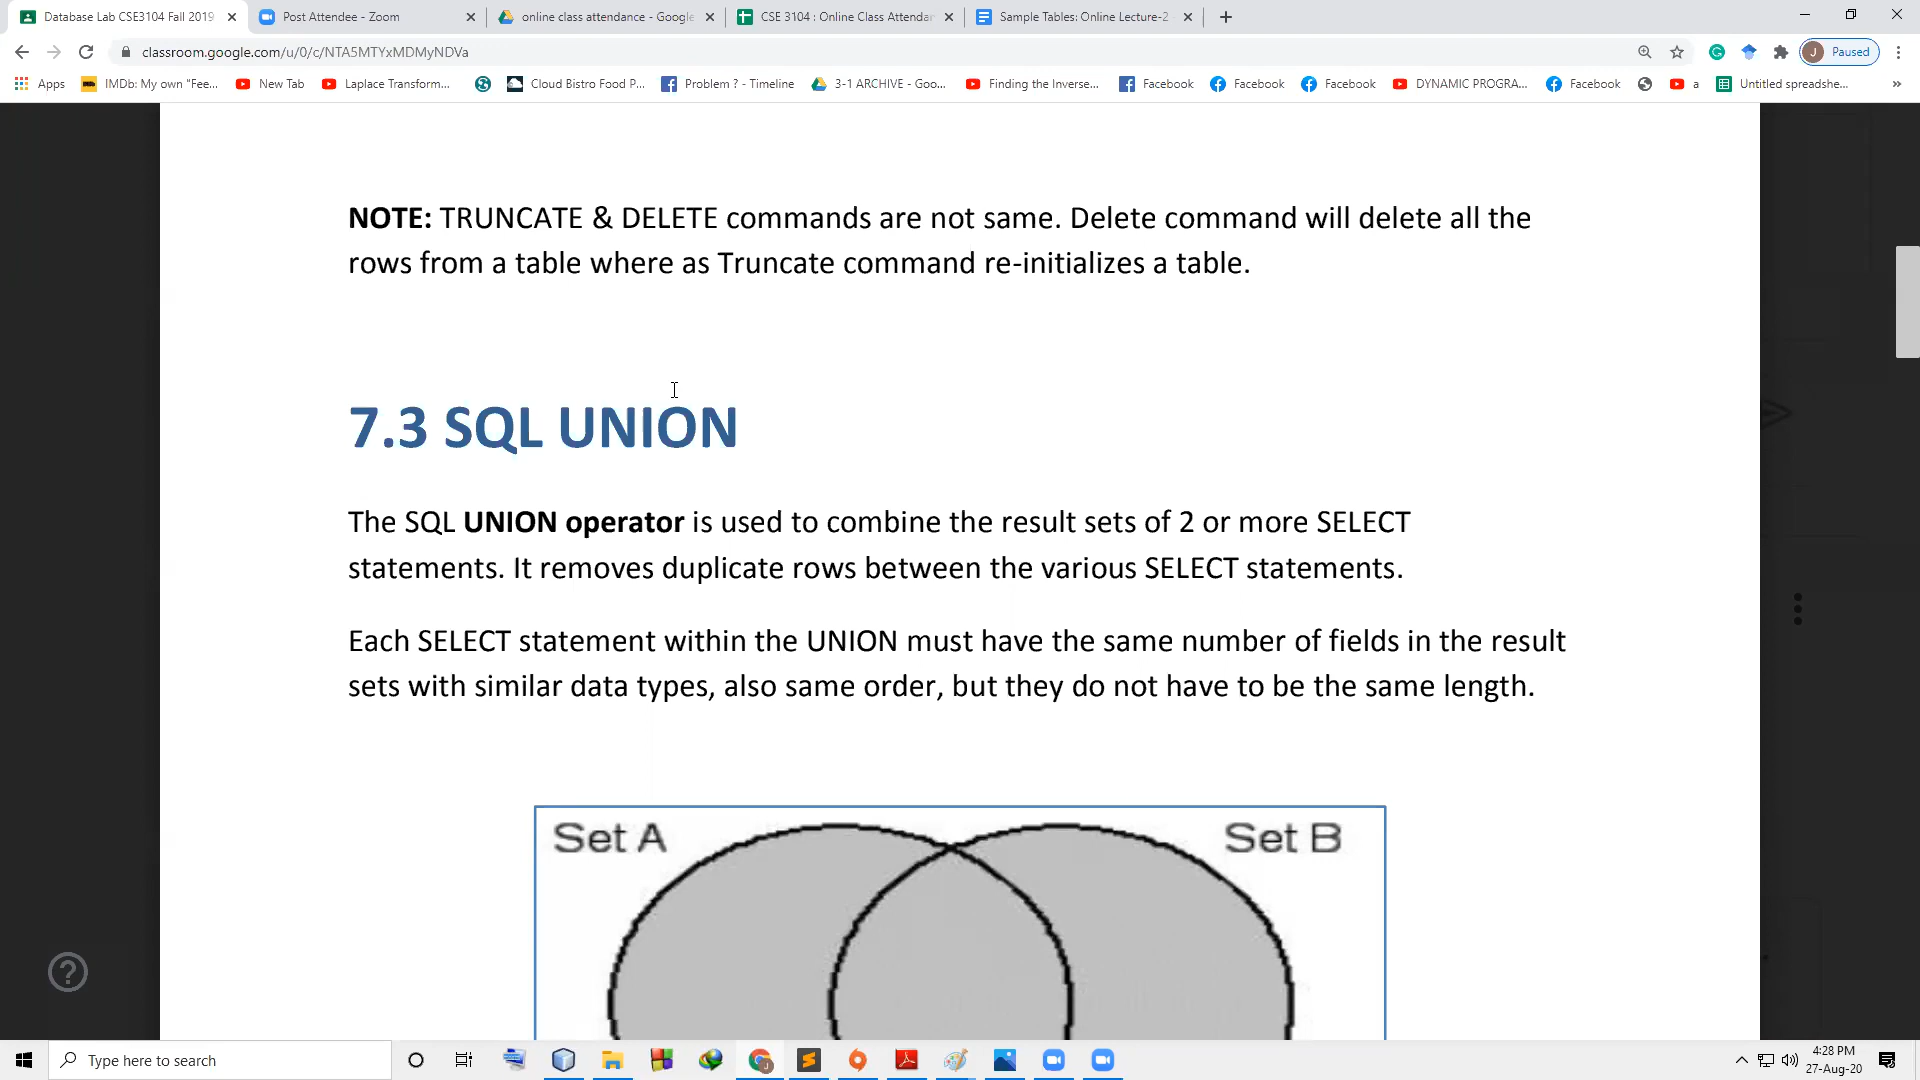 Database Lab CSE3104 Fall 2019
Post Attendee - Zoom
online class attendance - Google
CSE 3104 : Online Class Attendan
Sample Tables: Online Lecture-2
classroom.google.com/u/0/c/NTA5MTYxMDMyNDVa
J Paused
Apps
IMDb: My own "Fee...
New Tab
Laplace Transform...
Cloud Bistro Food P...
Problem ? - Timeline
3-1 ARCHIVE - Goo...
Finding the Inverse...
Facebook
Facebook
Facebook
DYNAMIC PROGRA...
Facebook
a
Untitled spreadshe...
NOTE: TRUNCATE & DELETE commands are not same. Delete command will delete all the
rows from a table where as Truncate command re-initializes a table.
7.3 SQL UNION
The SQL UNION operator is used to combine the result sets of 2 or more SELECT
statements. It removes duplicate rows between the various SELECT statements.
Each SELECT statement within the UNION must have the same number of fields in the result
sets with similar data types, also same order, but they do not have to be the same length.
Set A
Set B
Type here to search
4:28 PM
27-Aug-20